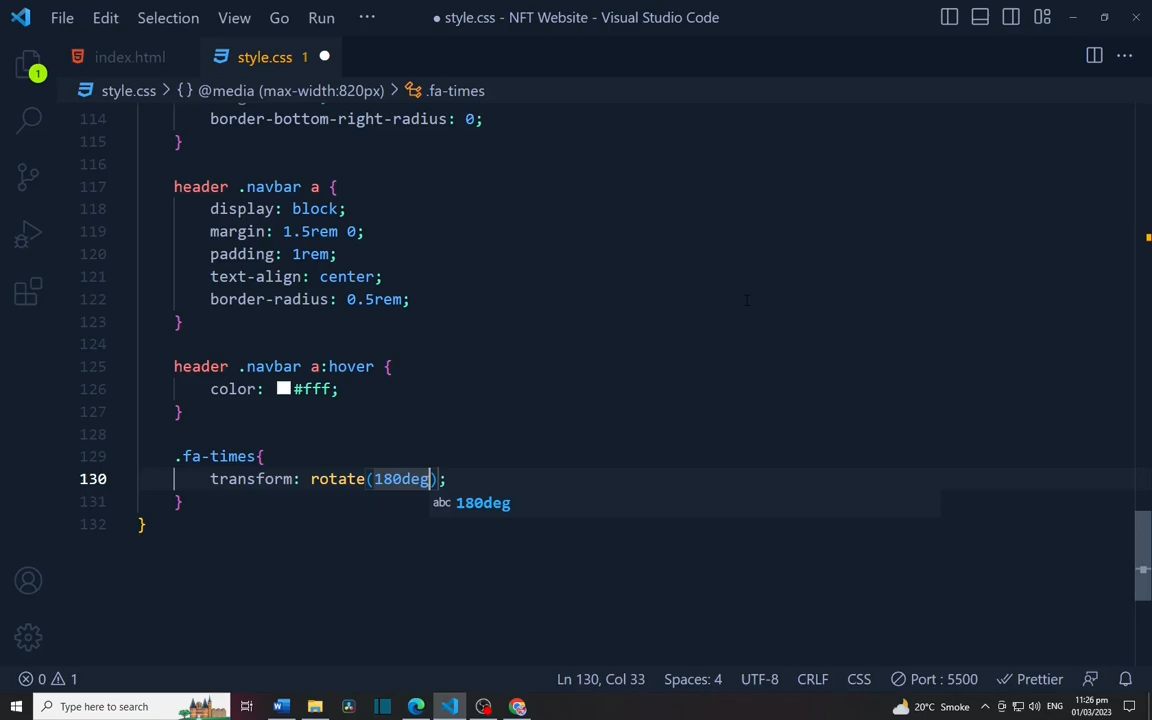 File Edit Selection View Go Run ··· ● style.css - NFT Website - Visual Studio Code
index.html style.css 1
1
style.css > {} @media (max-width:820px) > .fa-times
114 border-bottom-right-radius: 0;
115 }
116
117 header .navbar a {
118 display: block;
119 margin: 1.5rem 0;
120 padding: 1rem;
121 text-align: center;
122 border-radius: 0.5rem;
123 }
124
125 header .navbar a:hover {
126 color: #fff;
127 }
128
129 .fa-times{
130 transform: rotate(180deg);
abc 180deg
131 }
132 }
0 1 Ln 130, Col 33 Spaces: 4 UTF-8 CRLF CSS Port : 5500 Prettier
Type here to search 20°C Smoke ENG 11:26 pm
01/03/2023